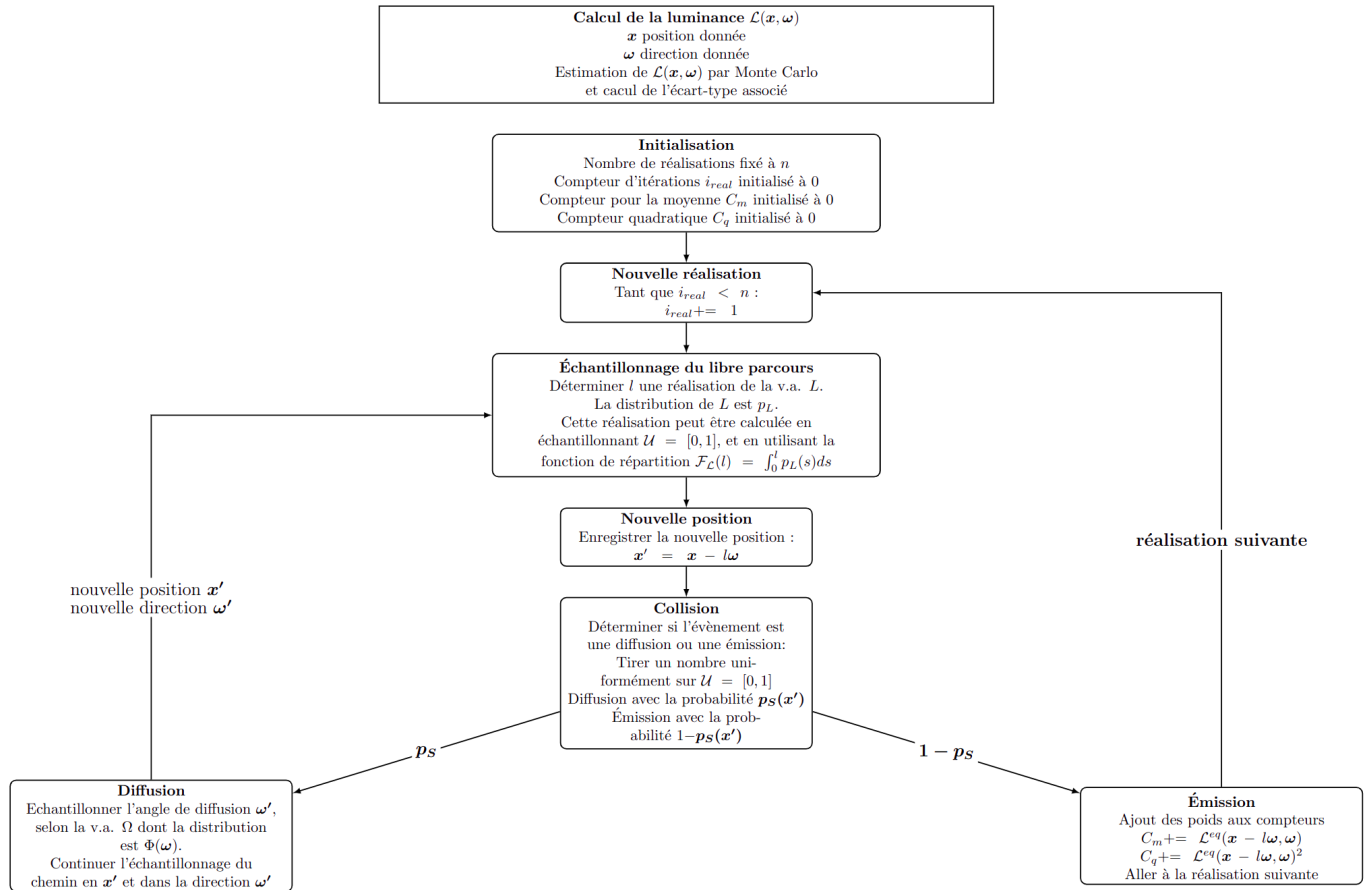 Calcul de la luminance ℒ(𝒙, 𝝎)
𝒙 position donnée
𝝎 direction donnée
Estimation de ℒ(𝒙, 𝝎) par Monte Carlo
et cacul de l'écart-type associé
Initialisation
Nombre de réalisations fixé à n
Compteur d'itérations i_real initialisé à 0
Compteur pour la moyenne C_m initialisé à 0
Compteur quadratique C_q initialisé à 0
Nouvelle réalisation
Tant que i_real < n :
i_real+= 1
Échantillonnage du libre parcours
Déterminer l une réalisation de la v.a. L.
La distribution de L est p_L.
Cette réalisation peut être calculée en
échantillonnant 𝒰 = [0, 1], et en utilisant la
fonction de répartition ℱ_ℒ(l) = ∫_0^l p_L(s)ds
Nouvelle position
Enregistrer la nouvelle position :
𝒙′ = 𝒙 − l𝝎
réalisation suivante
nouvelle position 𝒙′
nouvelle direction 𝝎′
Collision
Déterminer si l'évènement est
une diffusion ou une émission:
Tirer un nombre uni-
formément sur 𝒰 = [0, 1]
Diffusion avec la probabilité p_S(𝒙′)
Émission avec la prob-
abilité 1−p_S(𝒙′)
p_S
1 − p_S
Diffusion
Echantillonner l'angle de diffusion 𝝎′,
selon la v.a. Ω dont la distribution
est Φ(𝝎).
Continuer l'échantillonnage du
chemin en 𝒙′ et dans la direction 𝝎′
Émission
Ajout des poids aux compteurs
C_m+= ℒ^eq(𝒙 − l𝝎, 𝝎)
C_q+= ℒ^eq(𝒙 − l𝝎, 𝝎)^2
Aller à la réalisation suivante